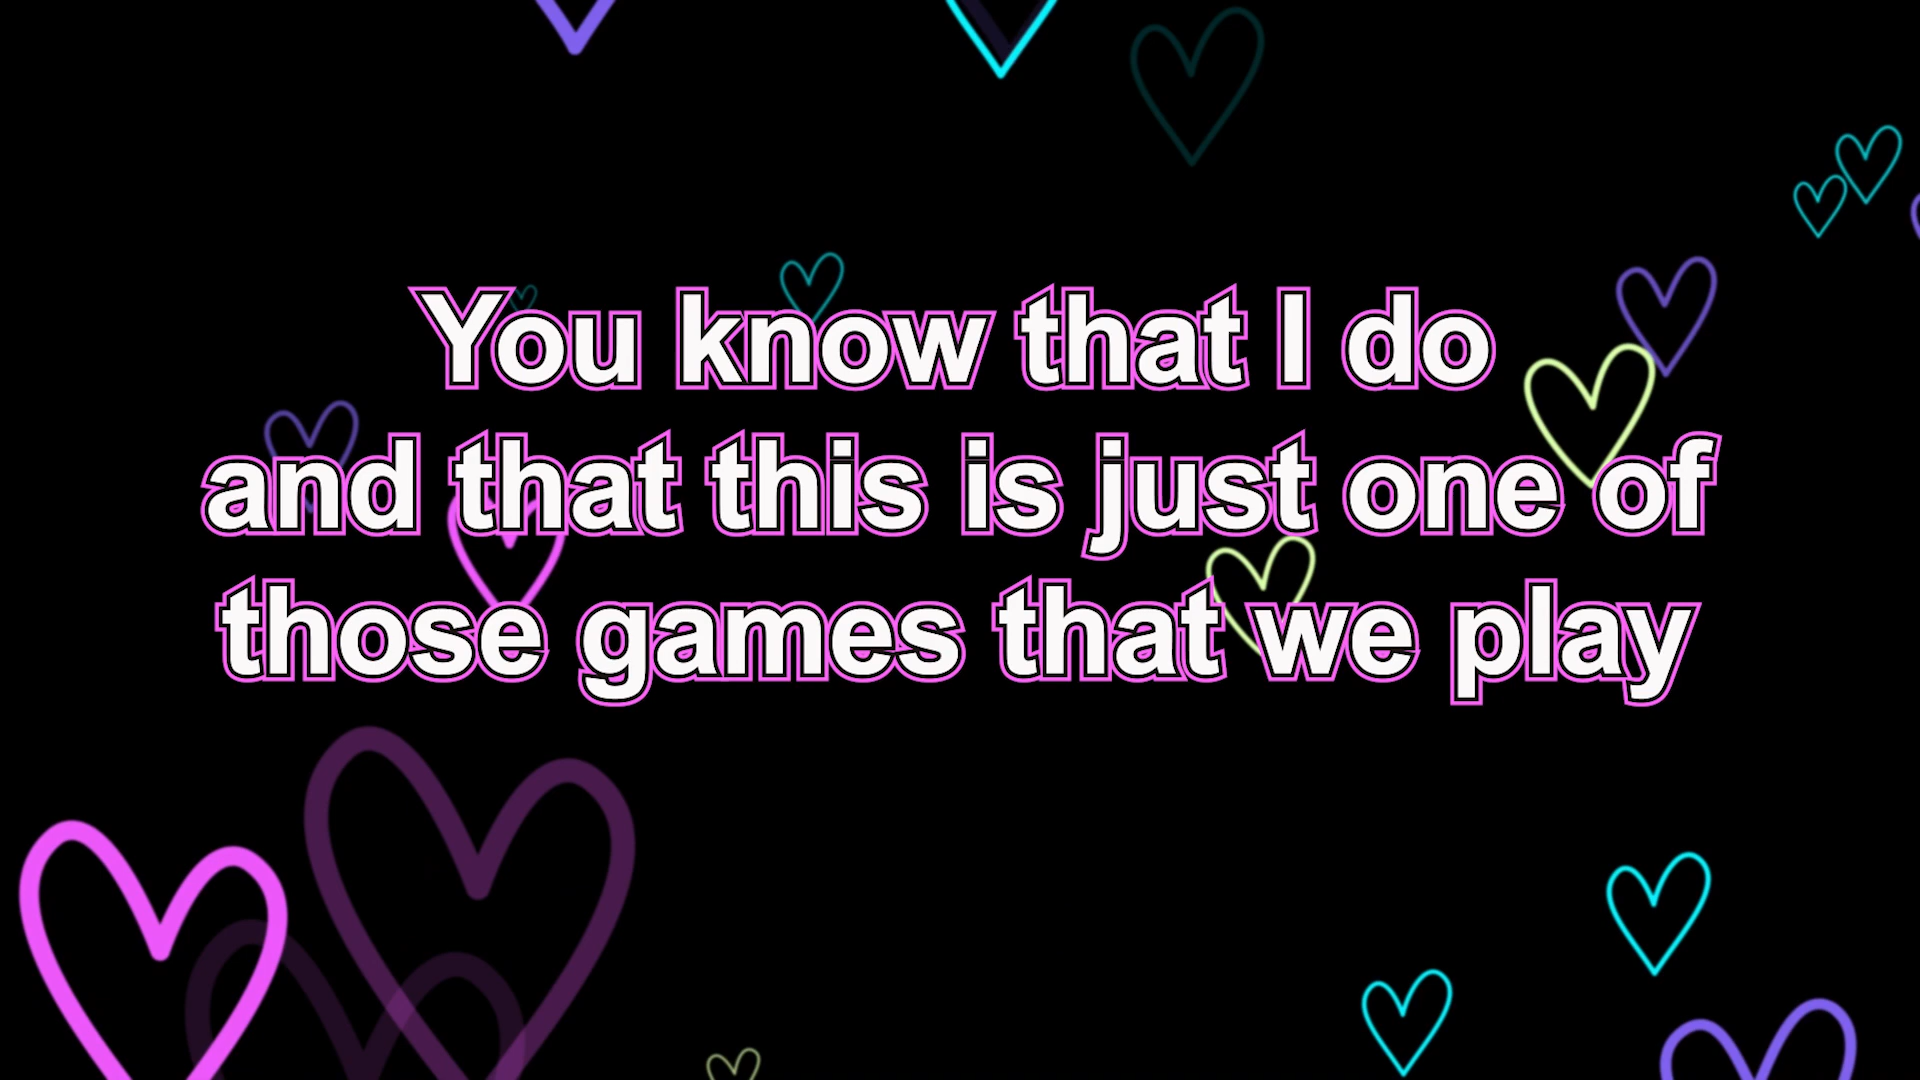 You know that I do
and that this is just one of
those games that we play